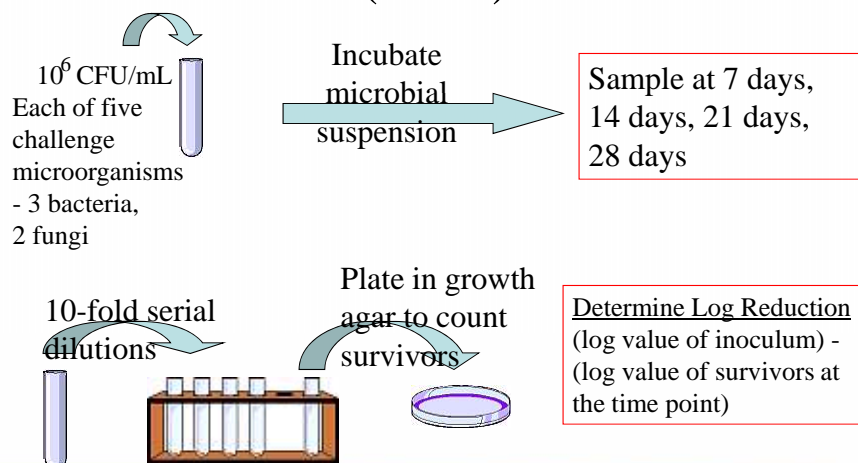 10^6 CFU/mL
Each of five
challenge
microorganisms
- 3 bacteria,
2 fungi
Incubate
microbial
suspension
Sample at 7 days,
14 days, 21 days,
28 days
10-fold serial
dilutions
Plate in growth
agar to count
survivors
Determine Log Reduction
(log value of inoculum) -
(log value of survivors at
the time point)